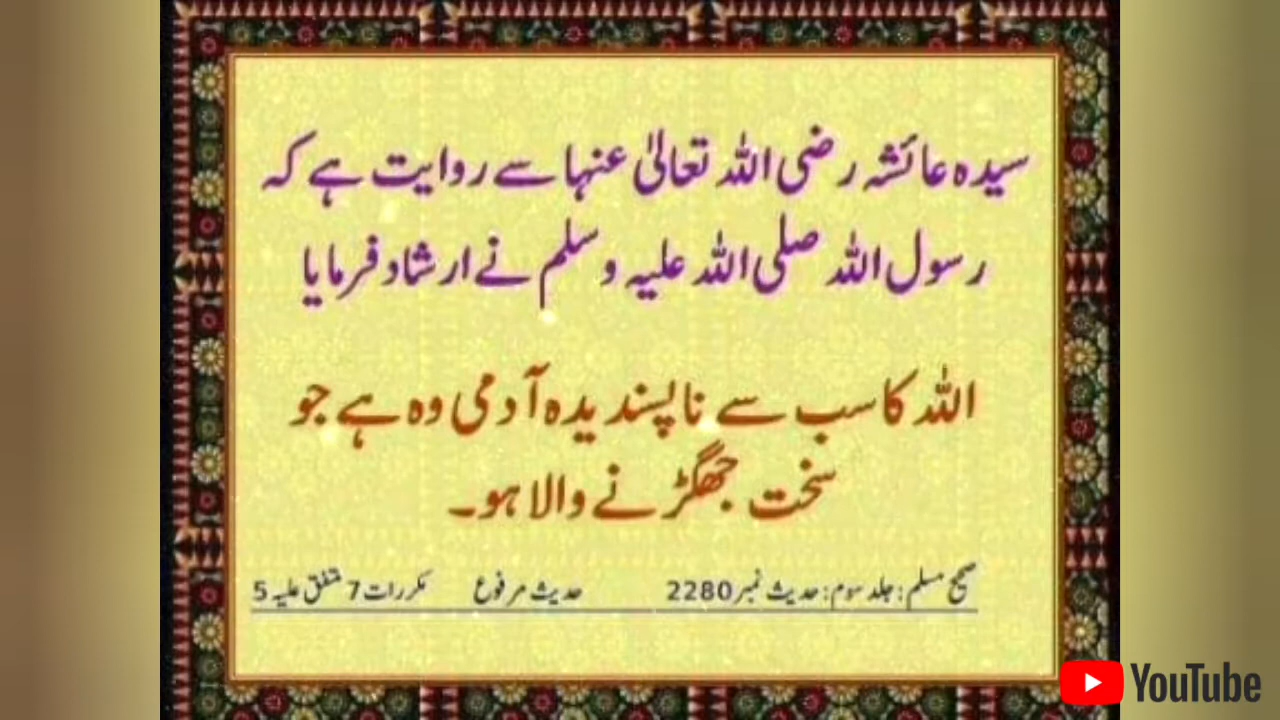 سیدہ عائشہ رضی اللہ تعالیٰ عنہا سے روایت ہے کہ
رسول اللہ صلی اللہ علیہ وسلم نے ارشاد فرمایا
اللہ کا سب سے ناپسندیدہ آدمی وہ ہے جو
سخت جھگڑنے والا ہو۔
صحیح مسلم : جلد سوم : حدیث نمبر 2280 حدیث مرفوع مکررات 7 متفق علیہ 5
YouTube